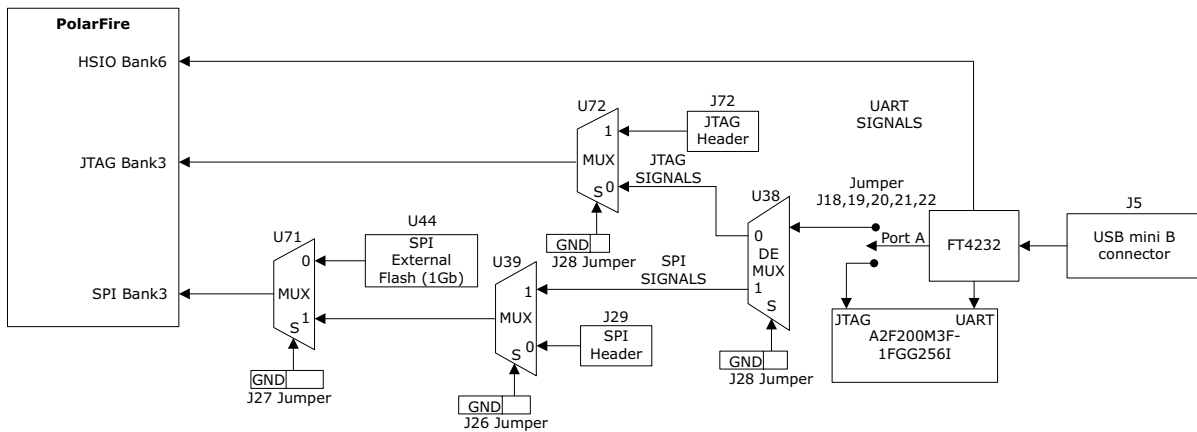 PolarFire
HSIO Bank6
JTAG Bank3
SPI Bank3
U72
1
MUX
0
S
J72
JTAG
Header
UART
SIGNALS
JTAG
SIGNALS
GND
J28 Jumper
U38
0
DE
MUX
1
S
Jumper
J18,19,20,21,22
Port A
FT4232
J5
USB mini B
connector
U71
0
MUX
1
S
U44
SPI
External
Flash (1Gb)
U39
1
MUX
0
S
SPI
SIGNALS
J29
SPI
Header
JTAG
UART
A2F200M3F-
1FGG256I
GND
J27 Jumper
GND
J26 Jumper
GND
J28 Jumper